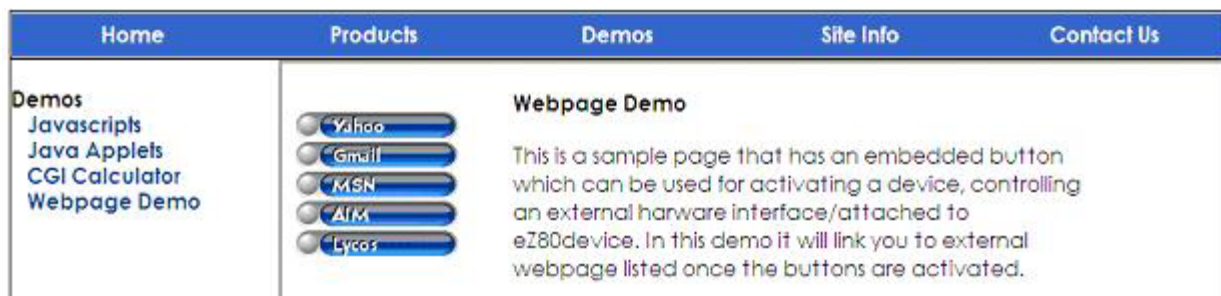 Home Products Demos Site Info Contact Us
Demos
Javascripts
Java Applets
CGI Calculator
Webpage Demo
Yahoo
Gmail
MSN
AIM
Lycos
Webpage Demo
This is a sample page that has an embedded button
which can be used for activating a device, controlling
an external harware interface/attached to
eZ80device. In this demo it will link you to external
webpage listed once the buttons are activated.